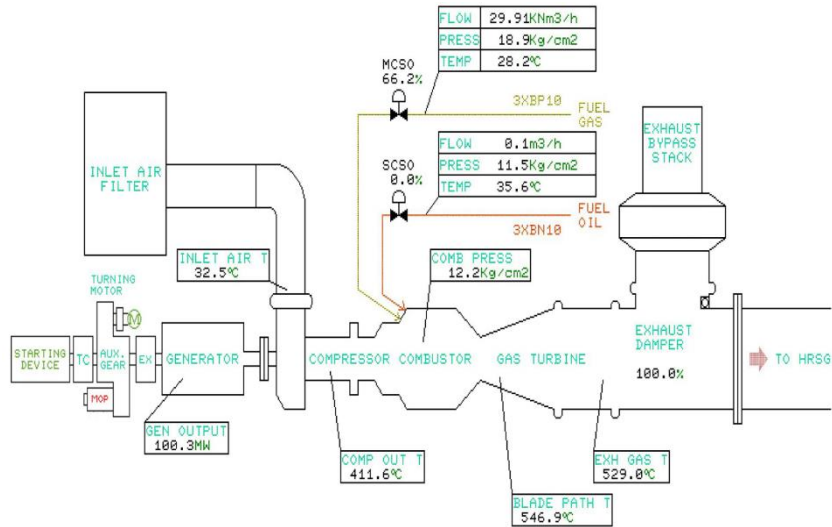 FLOW 29.91KNm3/h
PRESS 18.9Kg/cm2
TEMP 28.2℃
MCSO
66.2%
3XBP10
FUEL
GAS
FLOW 0.1m3/h
PRESS 11.5Kg/cm2
TEMP 35.6℃
SCSO
0.0%
3XBN10
FUEL
OIL
EXHAUST
BYPASS
STACK
INLET AIR
FILTER
INLET AIR T
32.5℃
COMB PRESS
12.2Kg/cm2
TURNING
MOTOR
M
STARTING
DEVICE
TC
AUX.
GEAR
EX
GENERATOR
COMPRESSOR
COMBUSTOR
GAS TURBINE
EXHAUST
DAMPER
100.0%
TO HRSG
MOP
GEN OUTPUT
100.3MW
COMP OUT T
411.6℃
EXH GAS T
529.0℃
BLADE PATH T
546.9℃